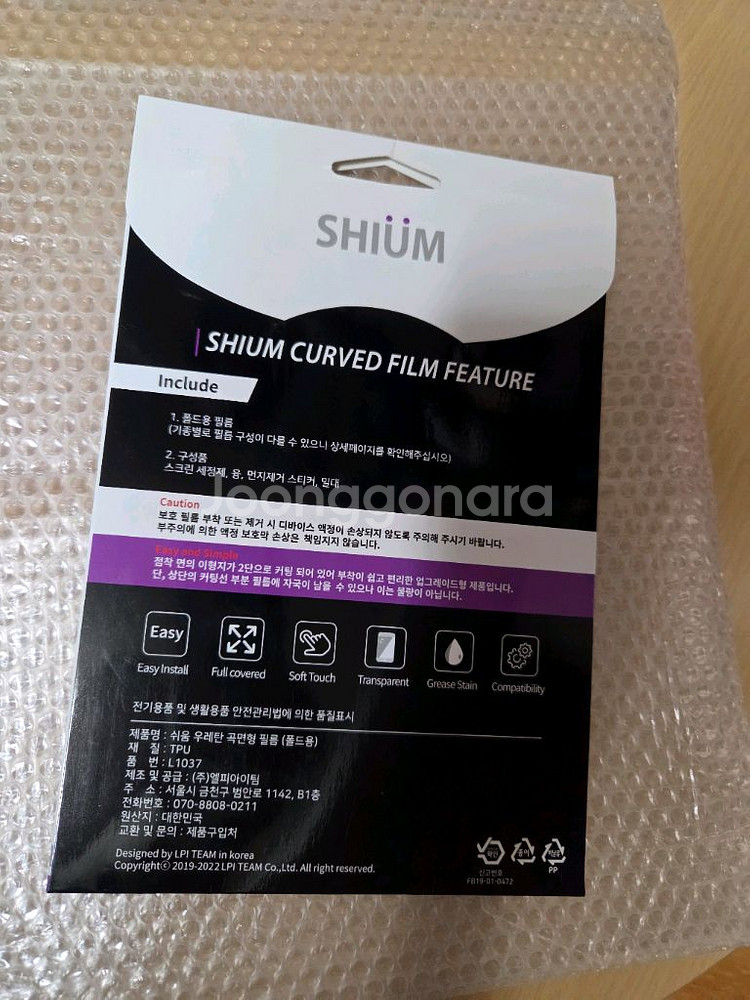 SHIÜM
SHIUM CURVED FILM FEATURE
Include
1. 폴드용 필름
(기종별로 필름 구성이 다를 수 있으니 상세페이지를 확인해주십시오)
2. 구성품
스크린 세정제, 융, 먼지제거 스티커, 밀대
Joonggonara
Caution
보호 필름 부착 또는 제거 시 디바이스 액정이 손상되지 않도록 주의해 주시기 바랍니다.
부주의에 의한 액정 보호막 손상은 책임지지 않습니다.
Easy and Simple
점착 면의 이형지가 2단으로 커팅 되어 있어 부착이 쉽고 편리한 업그레이드형 제품입니다.
단, 상단의 커팅선 부분 필름에 자국이 남을 수 있으나 이는 불량이 아닙니다.
Easy
Easy Install
Full covered
Soft Touch
Transparent
Grease Stain
Compatibility
전기용품 및 생활용품 안전관리법에 의한 품질표시
제품명 : 쉬움 우레탄 곡면형 필름 (폴드용)
재 질 : TPU
품 번 : L1037
제조 및 공급 : (주)엘피아이팀
주 소 : 서울시 금천구 범안로 1142, B1층
전화번호 : 070-8808-0211
원산지 : 대한민국
교환 및 문의 : 제품구입처
Designed by LPI TEAM in korea
Copyrightⓒ 2019-2022 LPI TEAM Co.,Ltd. All right reserved.
종이
PP
신고번호
FB19-01-0472